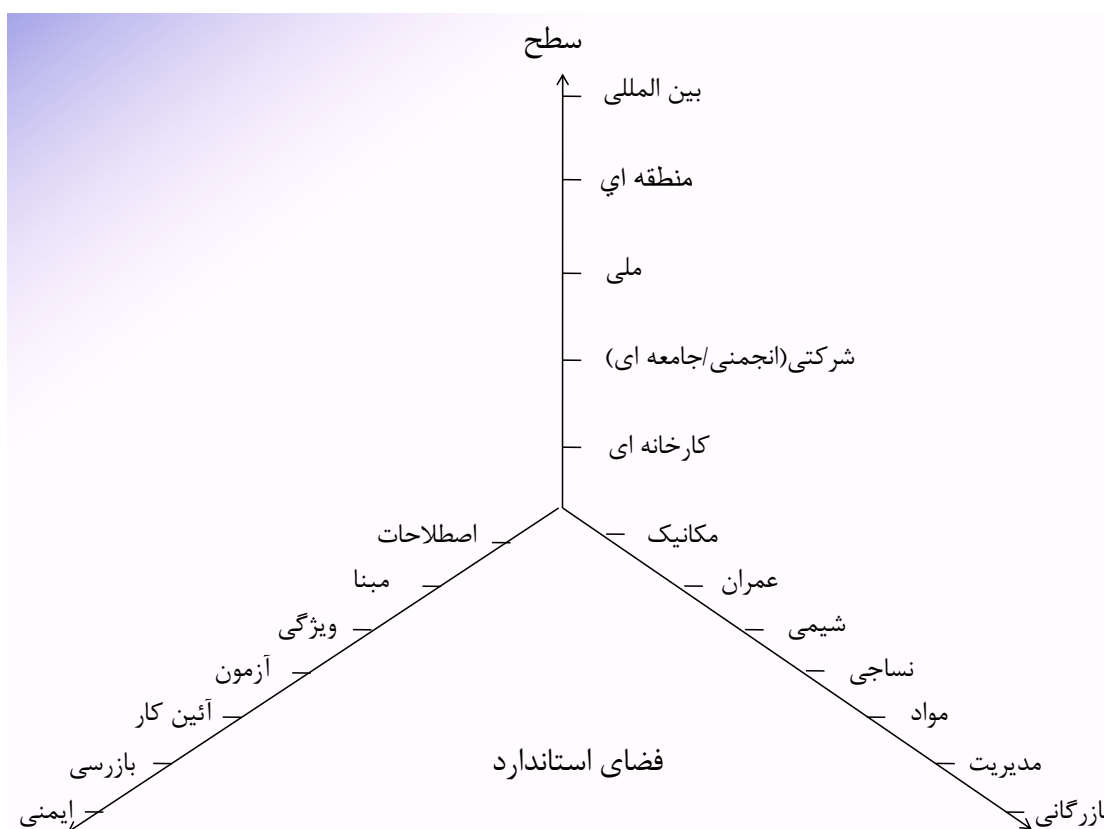 سطح
بین المللی
منطقه اي
ملی
شرکتی(انجمنی/جامعه ای)
کارخانه ای
مکانیک
عمران
شیمی
نساجی
مواد
مدیریت
بازرگانی
اصطلاحات
مبنا
ویژگی
آزمون
آئین کار
بازرسی
ایمنی
فضای استاندارد